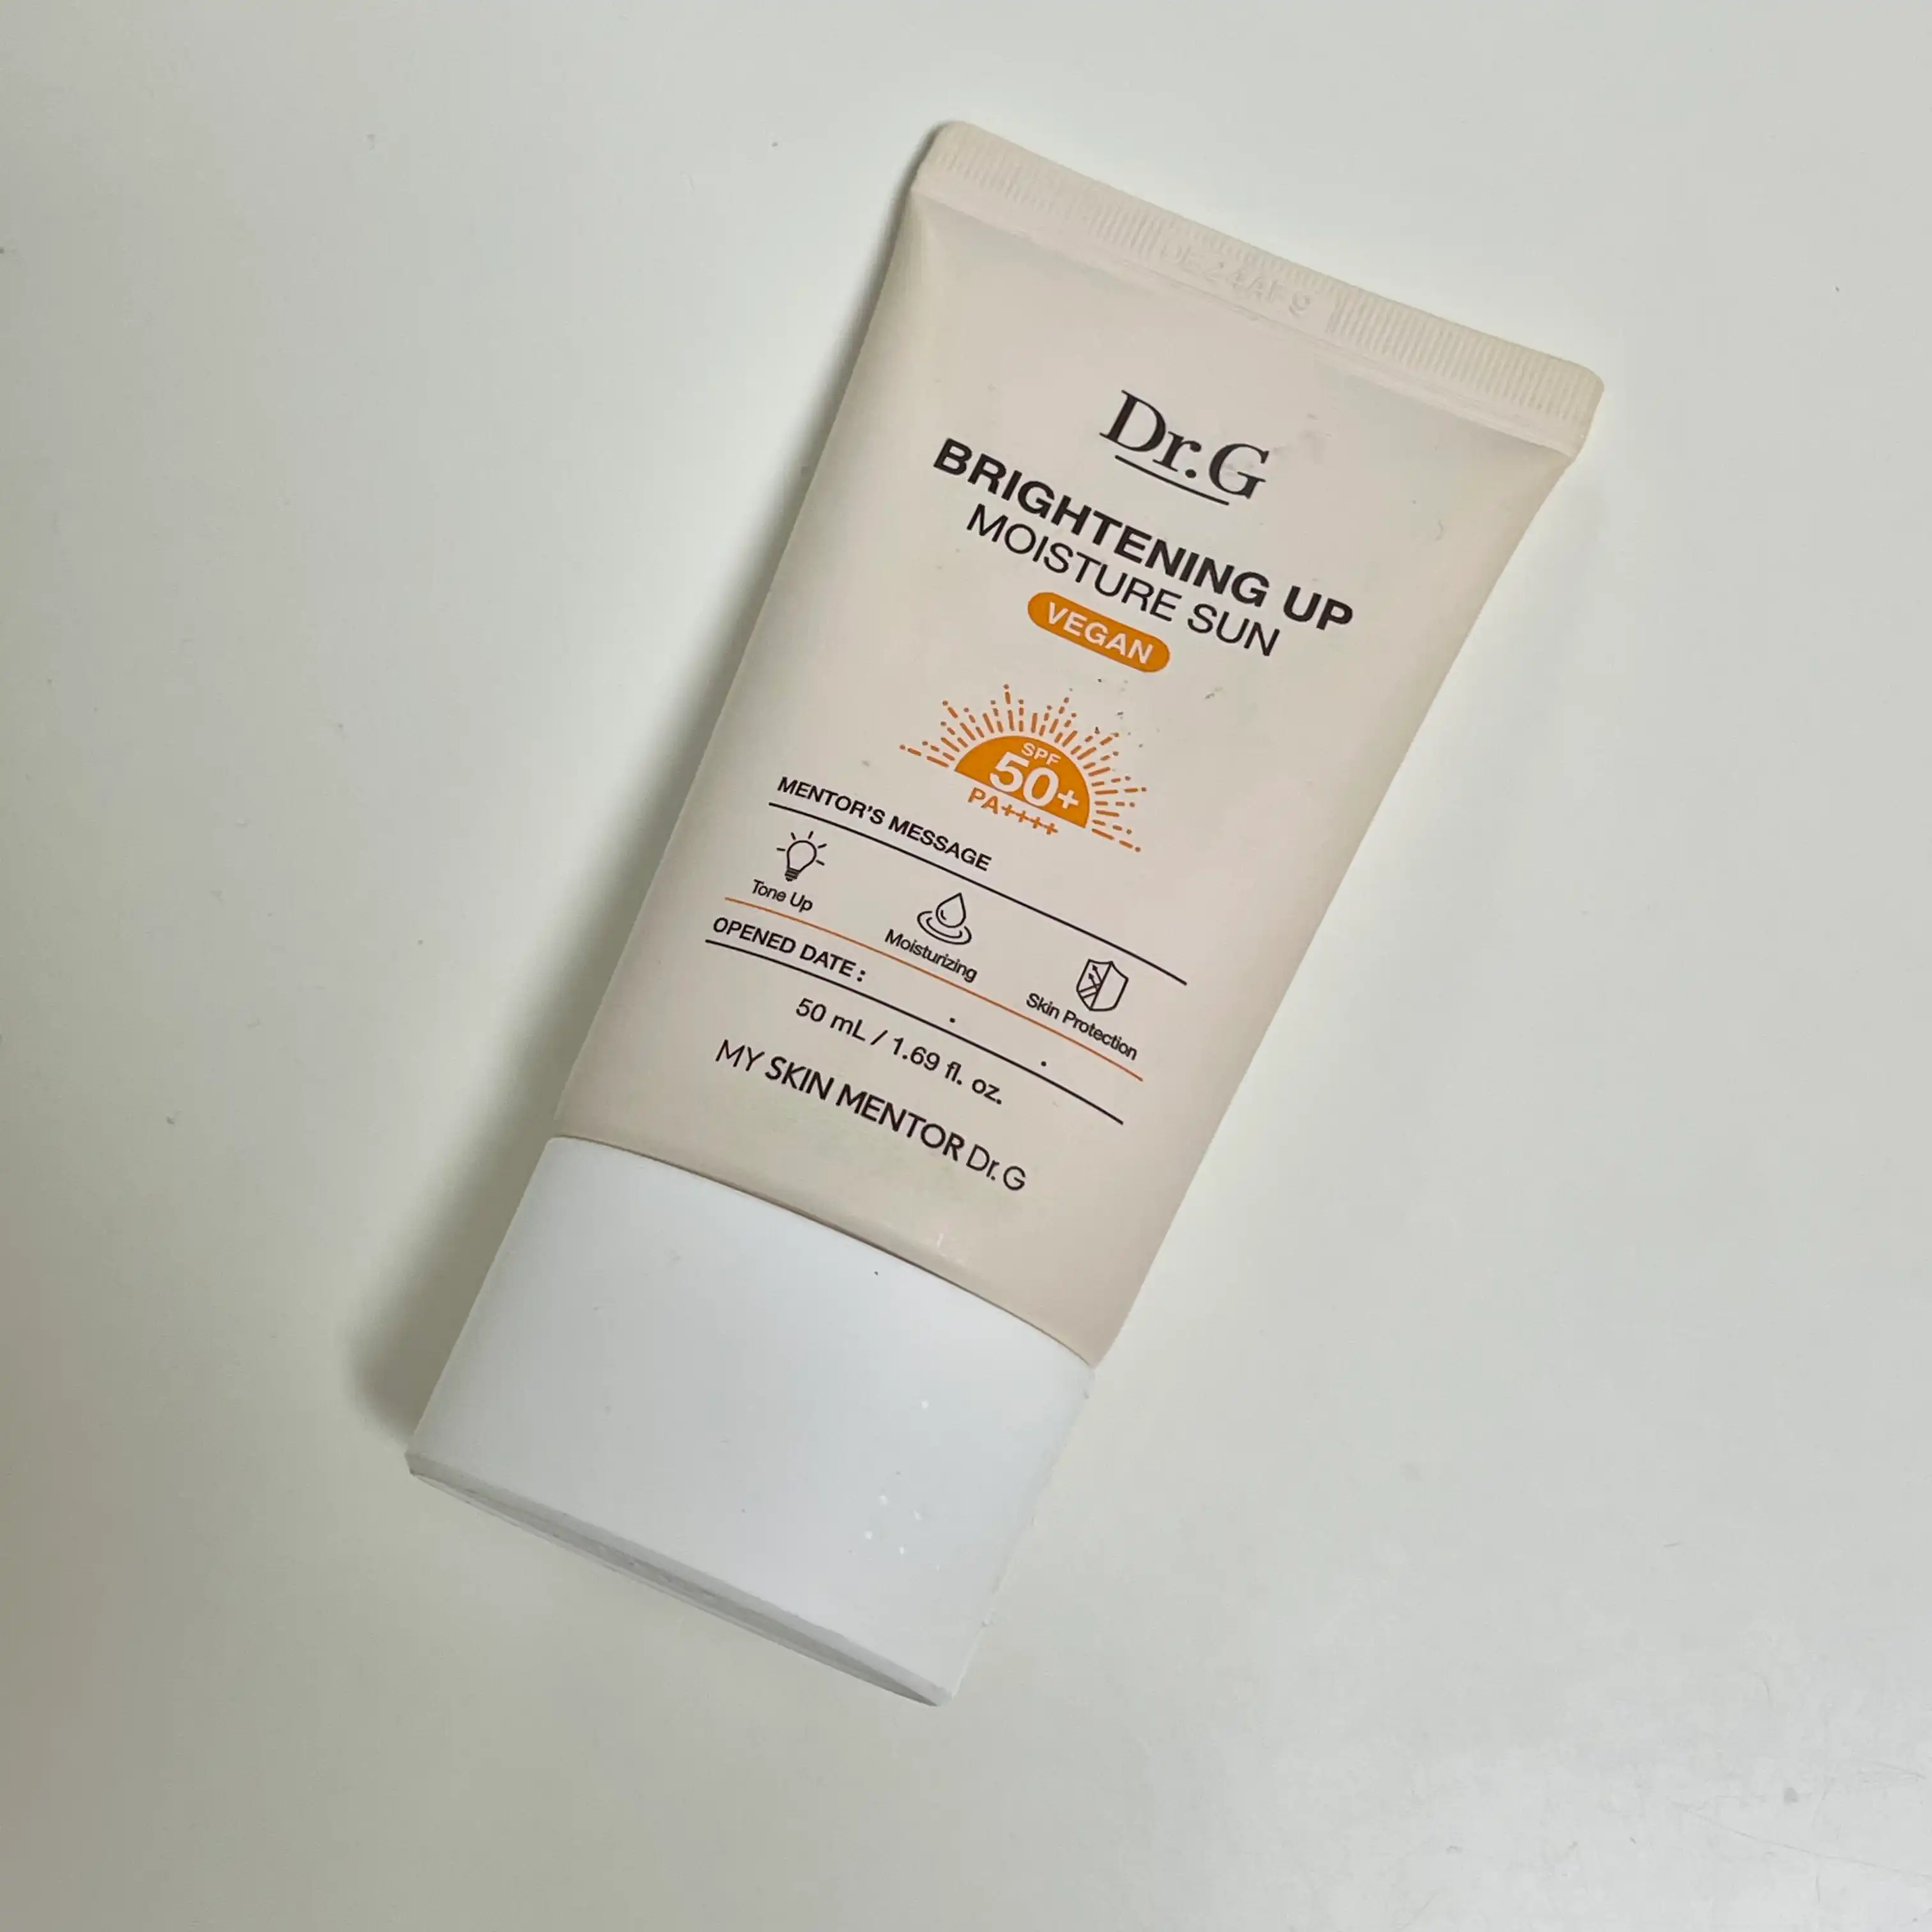 Dr.G
BRIGHTENING UP
MOISTURE SUN
VEGAN
SPF
50+
PA++++
MENTOR'S MESSAGE
Tone Up
Moisturizing
Skin Protection
OPENED DATE : . .
50 mL / 1.69 fl. oz.
MY SKIN MENTOR Dr. G